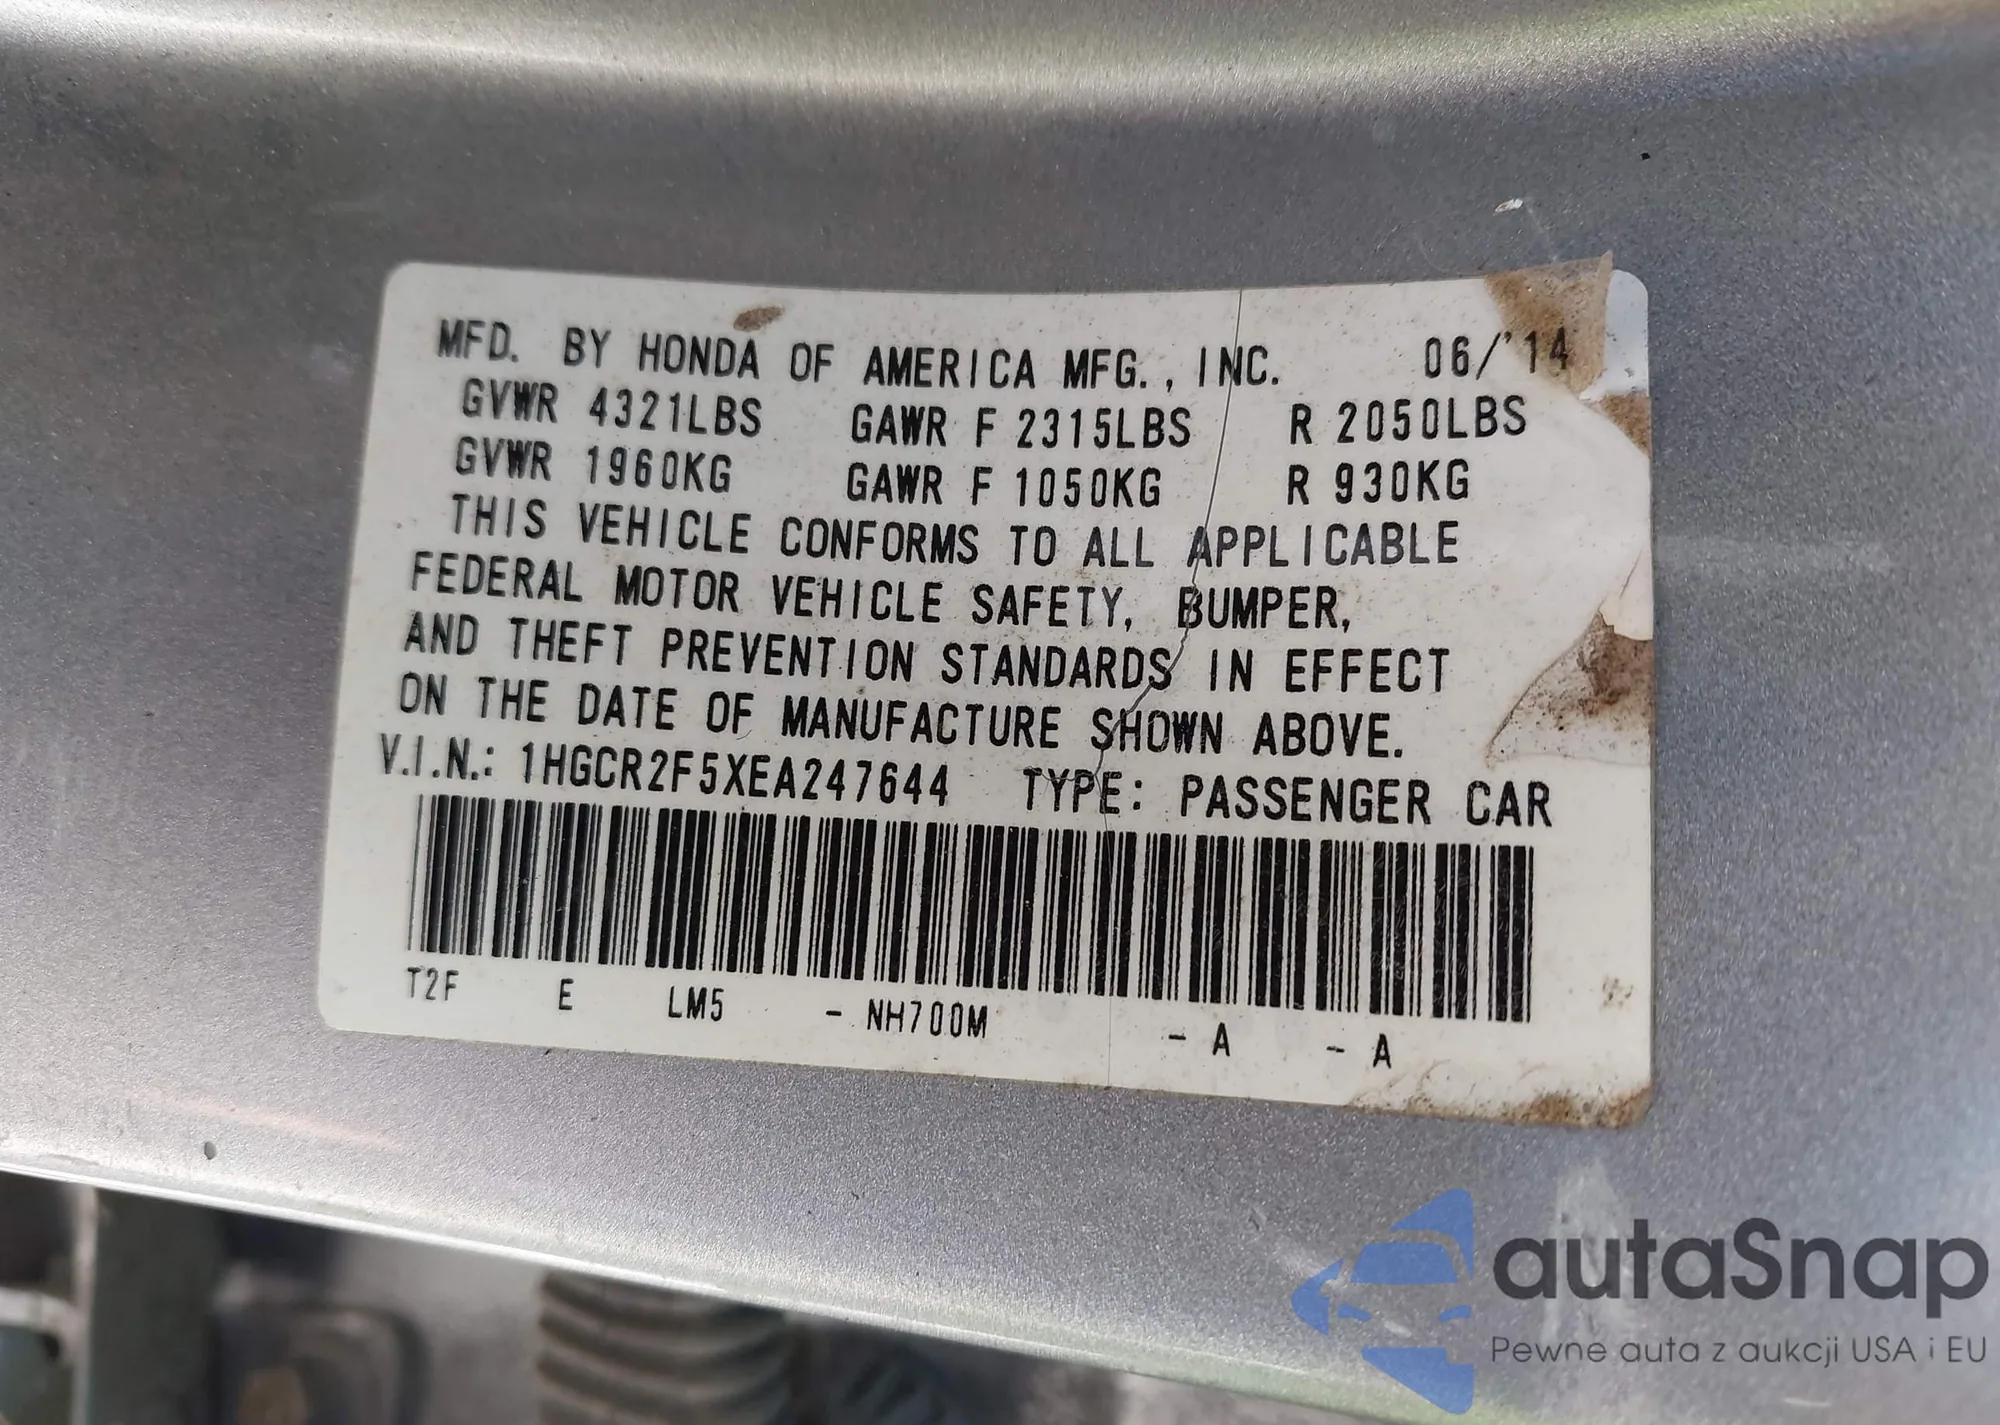 MFD. BY HONDA OF AMERICA MFG., INC. 06/'14
GVWR 4321LBS GAWR F 2315LBS R 2050LBS
GVWR 1960KG GAWR F 1050KG R 930KG
THIS VEHICLE CONFORMS TO ALL APPLICABLE
FEDERAL MOTOR VEHICLE SAFETY, BUMPER,
AND THEFT PREVENTION STANDARDS IN EFFECT
ON THE DATE OF MANUFACTURE SHOWN ABOVE.
V.I.N.: 1HGCR2F5XEA247644 TYPE: PASSENGER CAR
T2F E LM5 - NH700M - A - A
autaSnap
Pewne auta z aukcji USA i EU